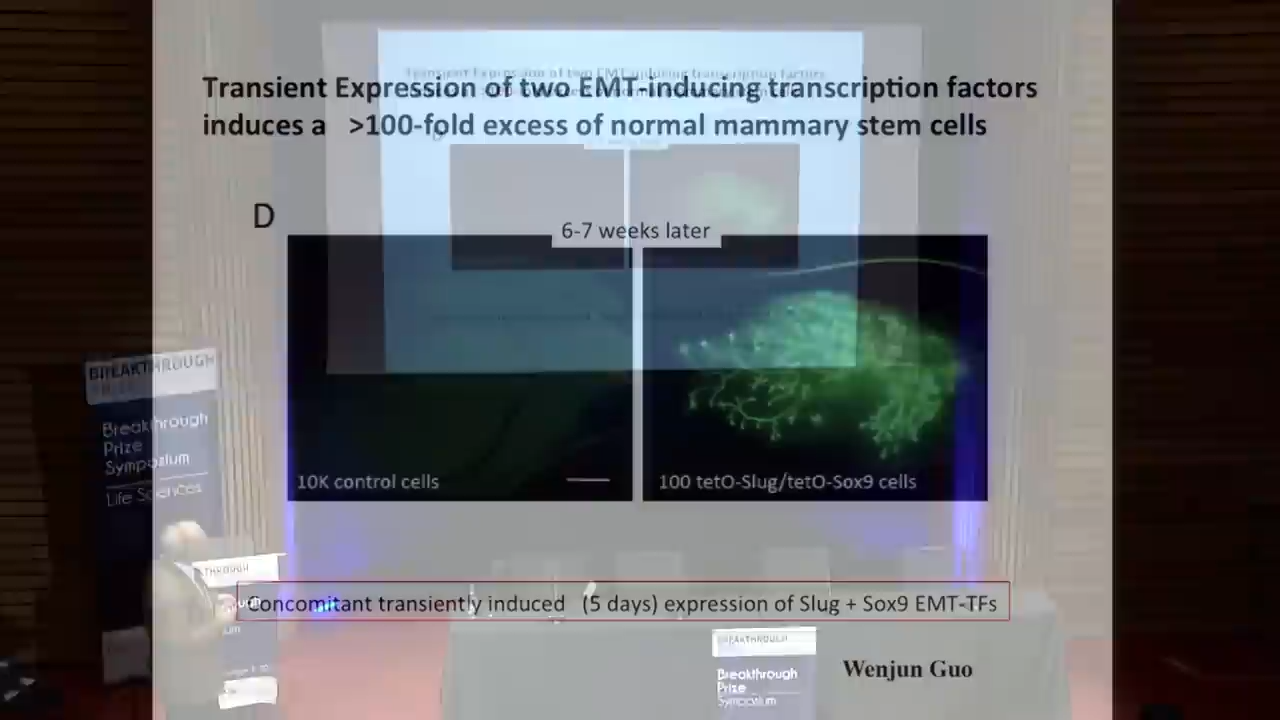 Transient Expression of two EMT-inducing transcription factors
induces a >100-fold excess of normal mammary stem cells
D
6-7 weeks later
10K control cells
100 tetO-Slug/tetO-Sox9 cells
Concomitant transiently induced (5 days) expression of Slug + Sox9 EMT-TFs
Wenjun Guo
BREAKTHROUGH
Breakthrough
Prize
Symposium
Life Sciences
BREAKTHROUGH
Breakthrough
Prize
Symposium